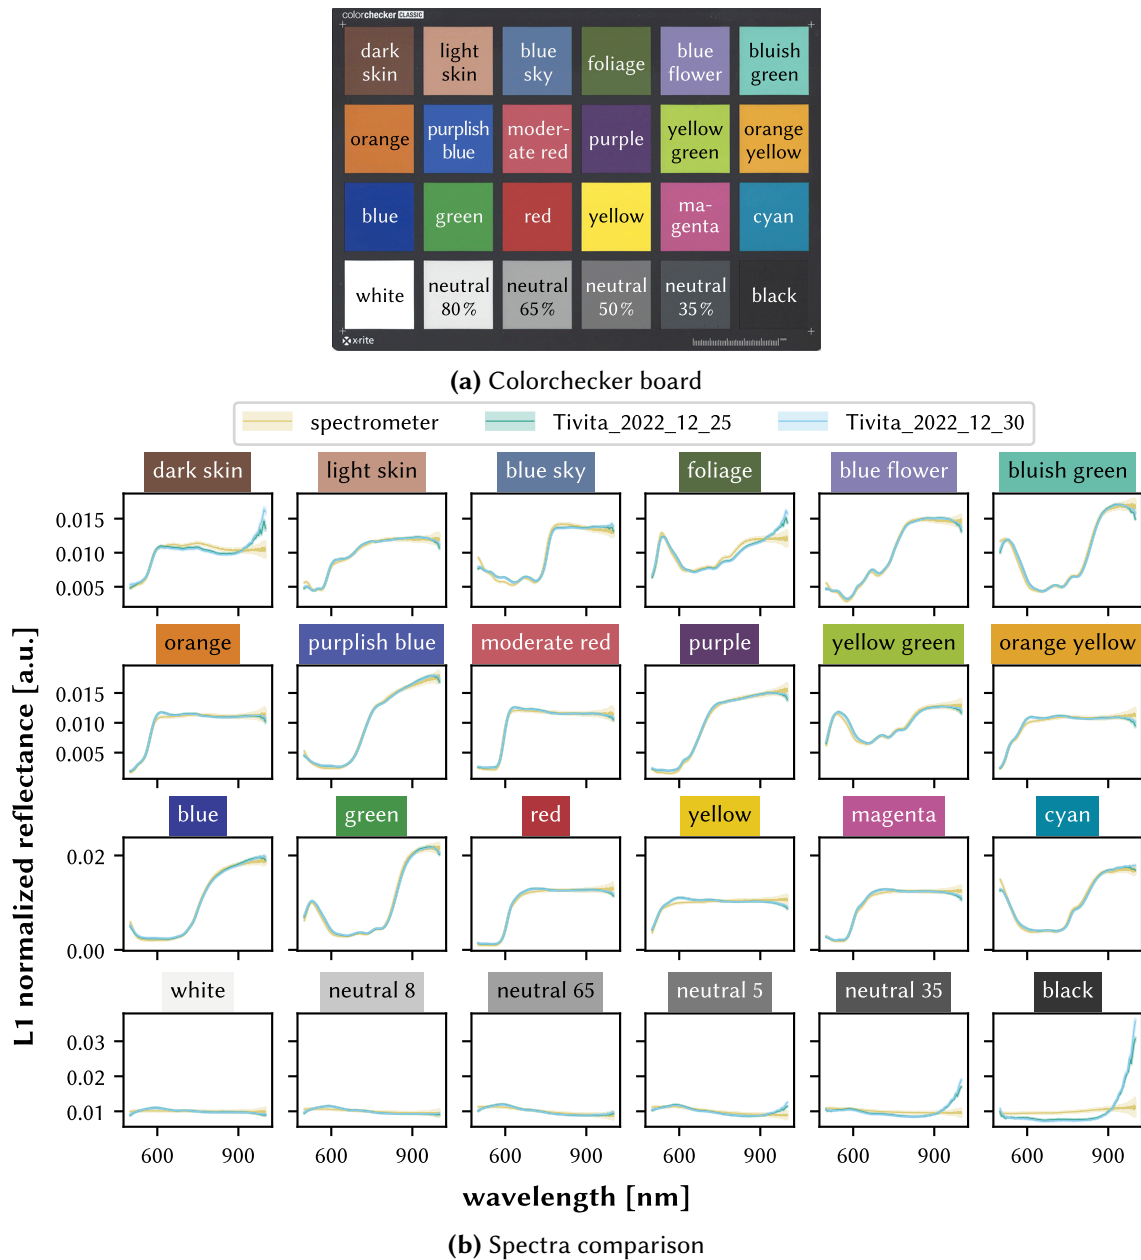 colorchecker CLASSIC
dark skin
light skin
blue sky
foliage
blue flower
bluish green
orange
purplish blue
moder-ate red
purple
yellow green
orange yellow
blue
green
red
yellow
ma-genta
cyan
white
neutral 80%
neutral 65%
neutral 50%
neutral 35%
black
x-rite
(a) Colorchecker board
spectrometer
Tivita_2022_12_25
Tivita_2022_12_30
dark skin
light skin
blue sky
foliage
blue flower
bluish green
0.015
0.010
0.005
orange
purplish blue
moderate red
purple
yellow green
orange yellow
0.015
0.010
0.005
blue
green
red
yellow
magenta
cyan
0.02
0.00
white
neutral 8
neutral 65
neutral 5
neutral 35
black
0.03
0.02
0.01
600 900 600 900 600 900 600 900 600 900 600 900
L1 normalized reflectance [a.u.]
wavelength [nm]
(b) Spectra comparison